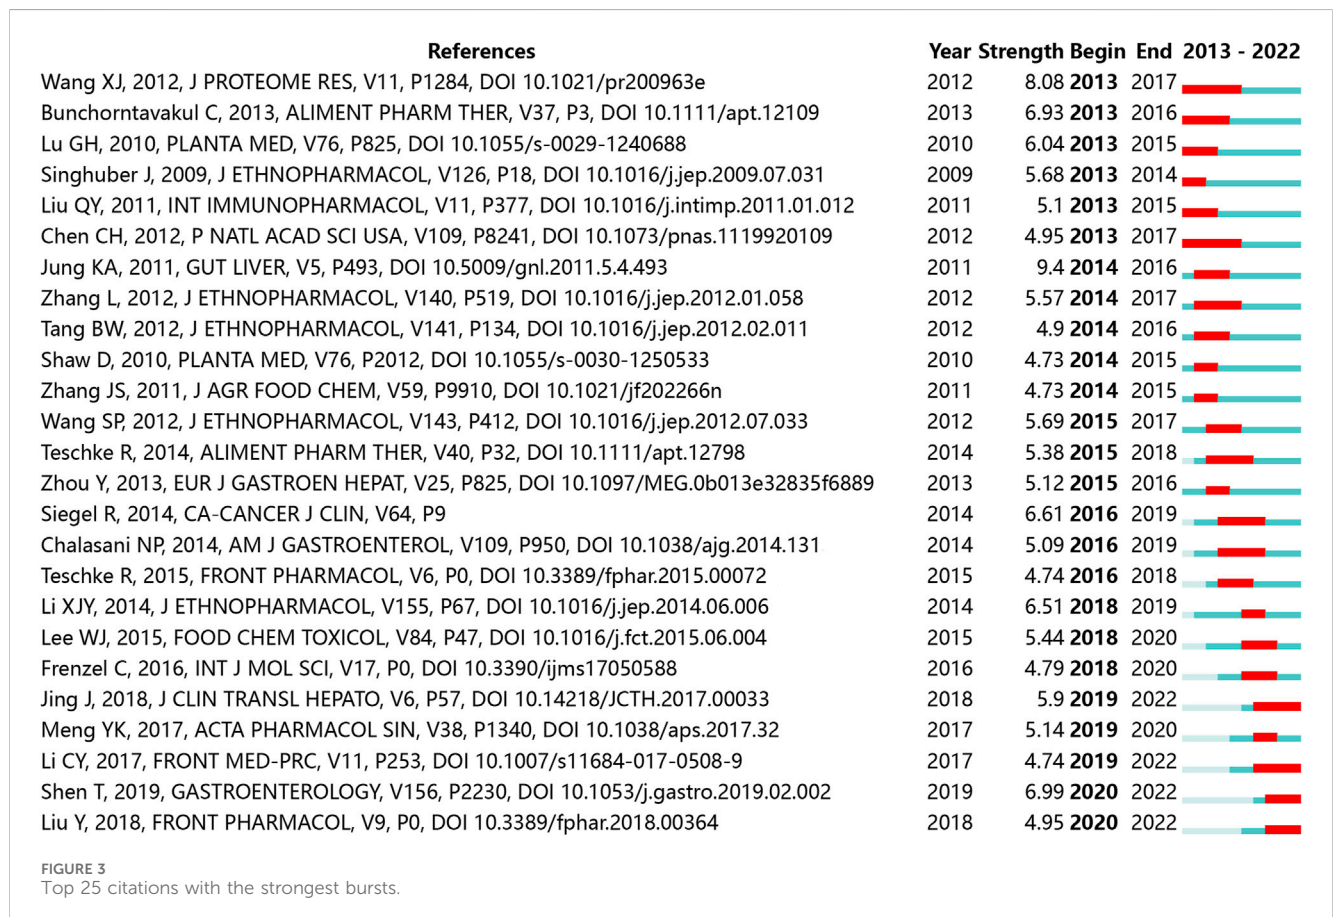 References Year Strength Begin End 2013 - 2022
Wang XJ, 2012, J PROTEOME RES, V11, P1284, DOI 10.1021/pr200963e 2012 8.08 2013 2017
Bunchorntavakul C, 2013, ALIMENT PHARM THER, V37, P3, DOI 10.1111/apt.12109 2013 6.93 2013 2016
Lu GH, 2010, PLANTA MED, V76, P825, DOI 10.1055/s-0029-1240688 2010 6.04 2013 2015
Singhuber J, 2009, J ETHNOPHARMACOL, V126, P18, DOI 10.1016/j.jep.2009.07.031 2009 5.68 2013 2014
Liu QY, 2011, INT IMMUNOPHARMACOL, V11, P377, DOI 10.1016/j.intimp.2011.01.012 2011 5.1 2013 2015
Chen CH, 2012, P NATL ACAD SCI USA, V109, P8241, DOI 10.1073/pnas.1119920109 2012 4.95 2013 2017
Jung KA, 2011, GUT LIVER, V5, P493, DOI 10.5009/gnl.2011.5.4.493 2011 9.4 2014 2016
Zhang L, 2012, J ETHNOPHARMACOL, V140, P519, DOI 10.1016/j.jep.2012.01.058 2012 5.57 2014 2017
Tang BW, 2012, J ETHNOPHARMACOL, V141, P134, DOI 10.1016/j.jep.2012.02.011 2012 4.9 2014 2016
Shaw D, 2010, PLANTA MED, V76, P2012, DOI 10.1055/s-0030-1250533 2010 4.73 2014 2015
Zhang JS, 2011, J AGR FOOD CHEM, V59, P9910, DOI 10.1021/jf202266n 2011 4.73 2014 2015
Wang SP, 2012, J ETHNOPHARMACOL, V143, P412, DOI 10.1016/j.jep.2012.07.033 2012 5.69 2015 2017
Teschke R, 2014, ALIMENT PHARM THER, V40, P32, DOI 10.1111/apt.12798 2014 5.38 2015 2018
Zhou Y, 2013, EUR J GASTROEN HEPAT, V25, P825, DOI 10.1097/MEG.0b013e32835f6889 2013 5.12 2015 2016
Siegel R, 2014, CA-CANCER J CLIN, V64, P9 2014 6.61 2016 2019
Chalasani NP, 2014, AM J GASTROENTEROL, V109, P950, DOI 10.1038/ajg.2014.131 2014 5.09 2016 2019
Teschke R, 2015, FRONT PHARMACOL, V6, P0, DOI 10.3389/fphar.2015.00072 2015 4.74 2016 2018
Li XJY, 2014, J ETHNOPHARMACOL, V155, P67, DOI 10.1016/j.jep.2014.06.006 2014 6.51 2018 2019
Lee WJ, 2015, FOOD CHEM TOXICOL, V84, P47, DOI 10.1016/j.fct.2015.06.004 2015 5.44 2018 2020
Frenzel C, 2016, INT J MOL SCI, V17, P0, DOI 10.3390/ijms17050588 2016 4.79 2018 2020
Jing J, 2018, J CLIN TRANSL HEPATO, V6, P57, DOI 10.14218/JCTH.2017.00033 2018 5.9 2019 2022
Meng YK, 2017, ACTA PHARMACOL SIN, V38, P1340, DOI 10.1038/aps.2017.32 2017 5.14 2019 2020
Li CY, 2017, FRONT MED-PRC, V11, P253, DOI 10.1007/s11684-017-0508-9 2017 4.74 2019 2022
Shen T, 2019, GASTROENTEROLOGY, V156, P2230, DOI 10.1053/j.gastro.2019.02.002 2019 6.99 2020 2022
Liu Y, 2018, FRONT PHARMACOL, V9, P0, DOI 10.3389/fphar.2018.00364 2018 4.95 2020 2022
FIGURE 3
Top 25 citations with the strongest bursts.